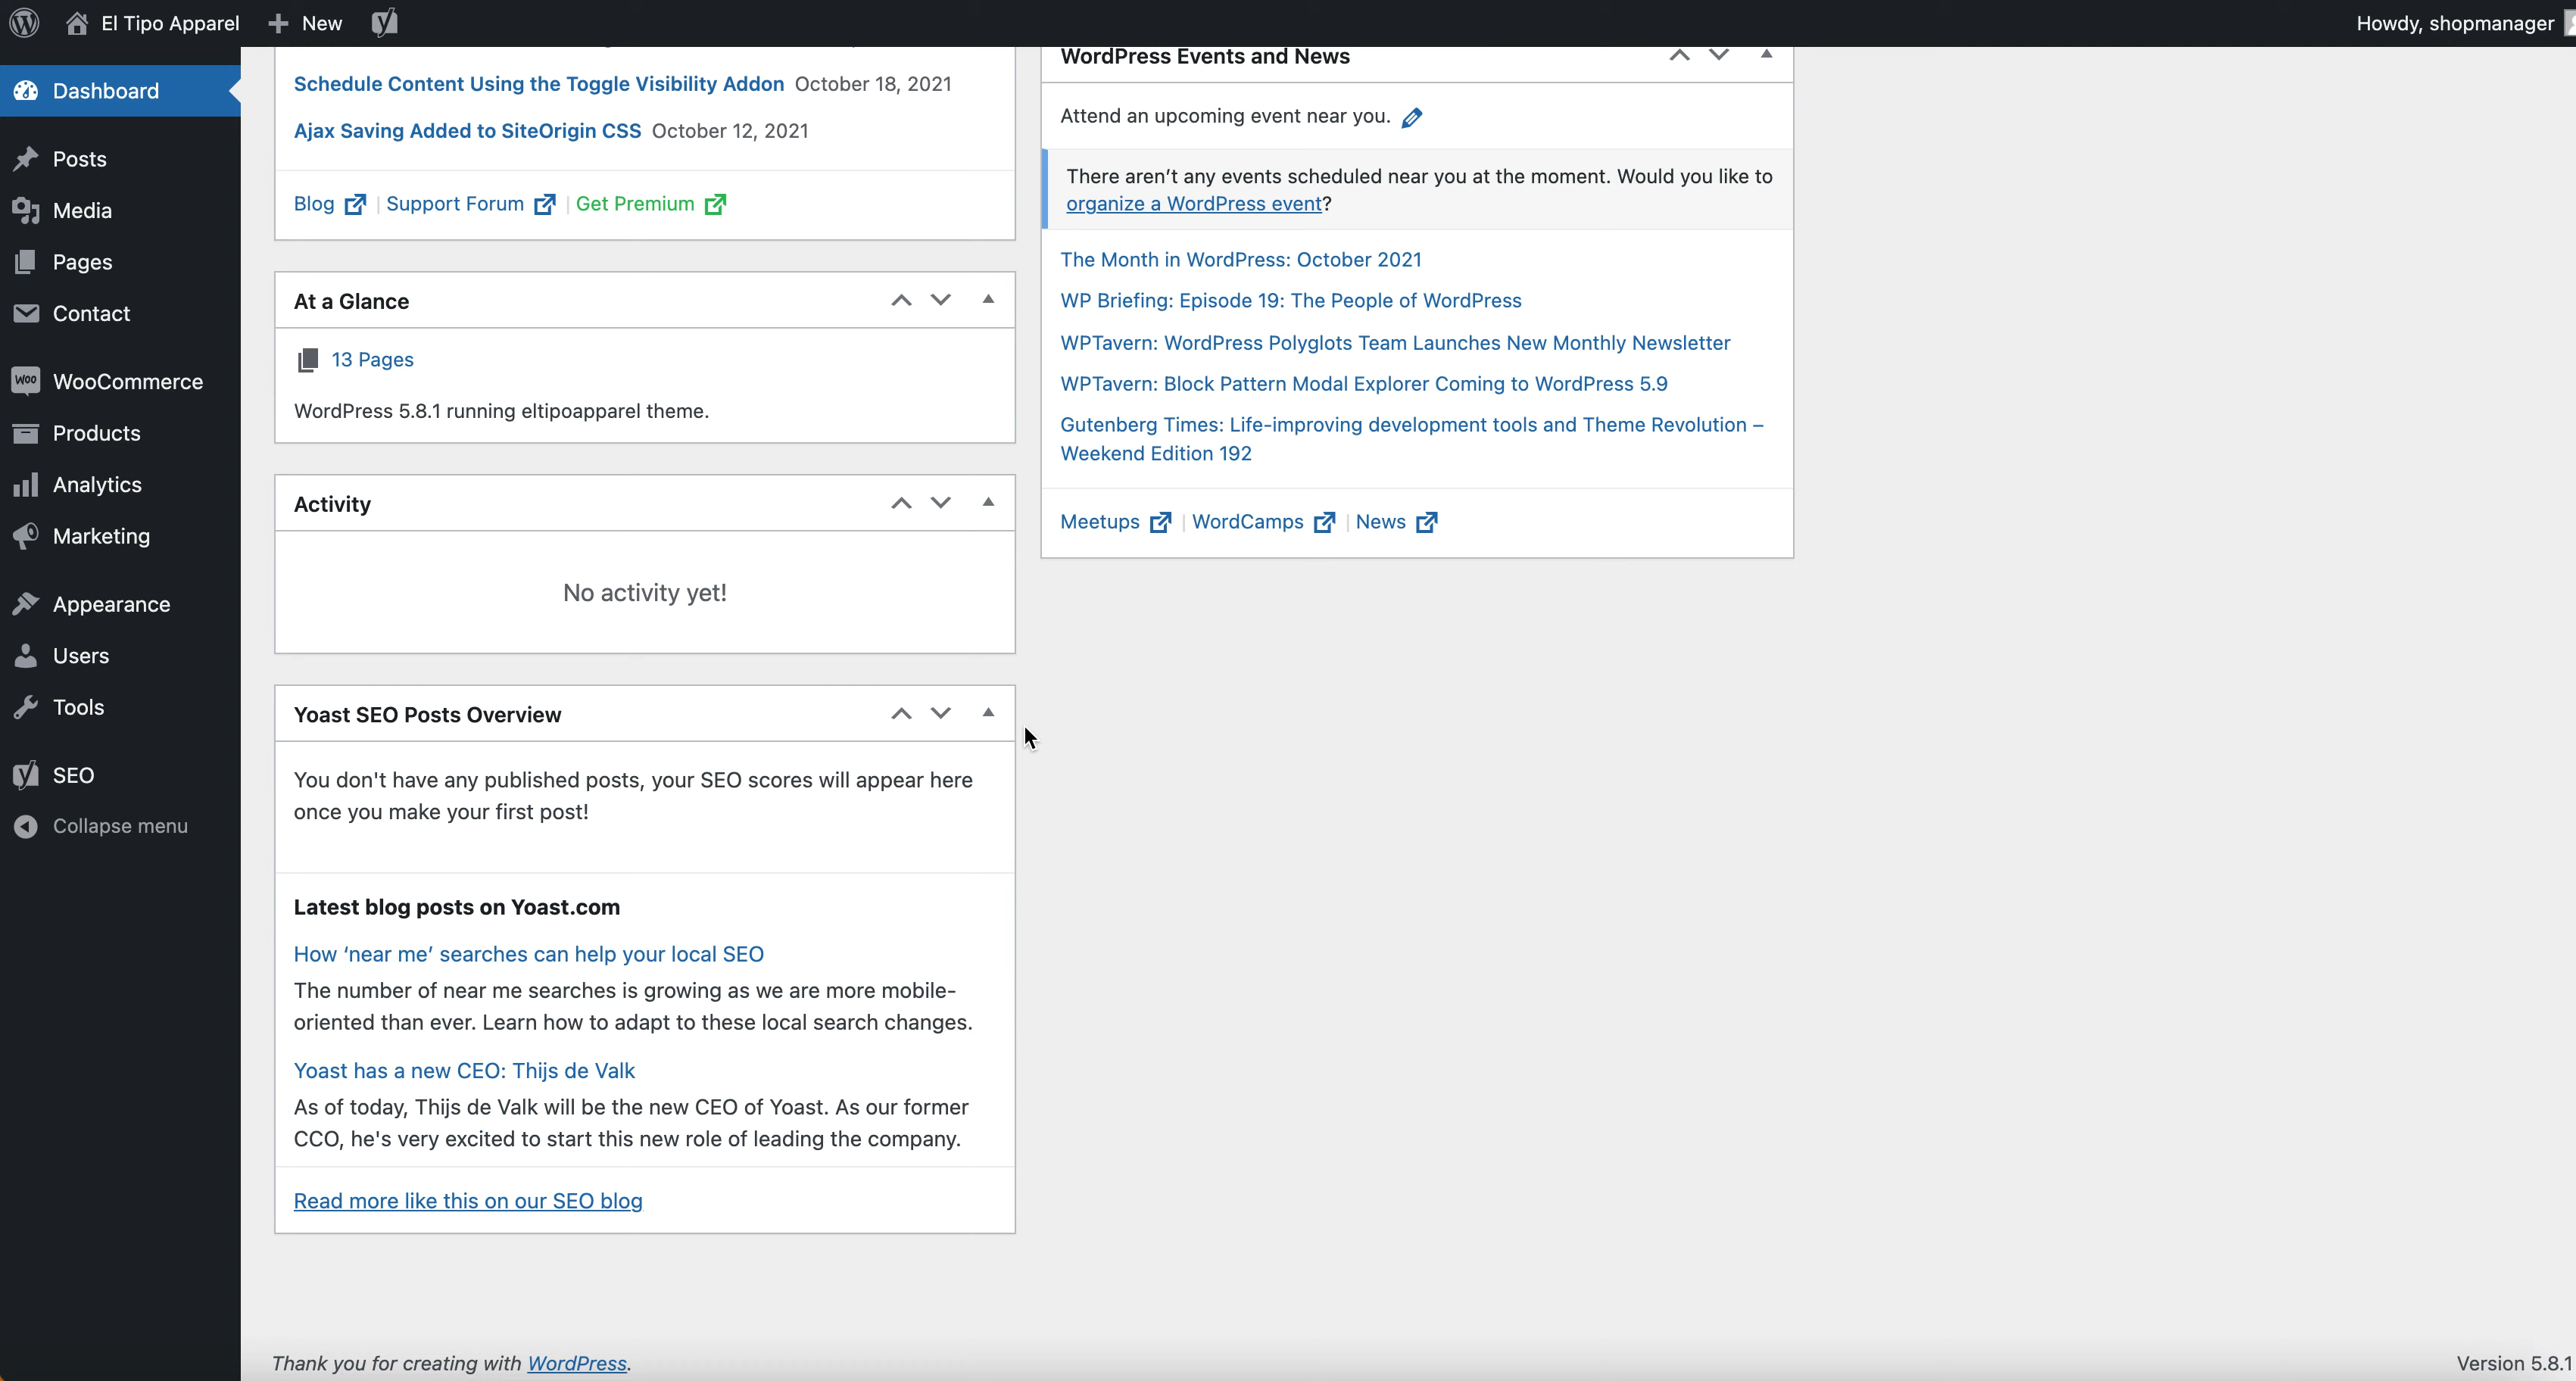 El Tipo Apparel
New
Howdy, shopmanager
Dashboard
Posts
Media
Pages
Contact
WOO
WooCommerce
Products
Analytics
Marketing
Appearance
Users
Tools
SEO
Collapse menu
Schedule Content Using the Toggle Visibility Addon October 18, 2021
Ajax Saving Added to SiteOrigin CSS October 12, 2021
Blog | Support Forum | Get Premium
At a Glance
13 Pages
WordPress 5.8.1 running eltipoapparel theme.
Activity
No activity yet!
Yoast SEO Posts Overview
You don't have any published posts, your SEO scores will appear here
once you make your first post!
Latest blog posts on Yoast.com
How ‘near me’ searches can help your local SEO
The number of near me searches is growing as we are more mobile-
oriented than ever. Learn how to adapt to these local search changes.
Yoast has a new CEO: Thijs de Valk
As of today, Thijs de Valk will be the new CEO of Yoast. As our former
CCO, he's very excited to start this new role of leading the company.
Read more like this on our SEO blog
WordPress Events and News
Attend an upcoming event near you.
There aren’t any events scheduled near you at the moment. Would you like to
organize a WordPress event?
The Month in WordPress: October 2021
WP Briefing: Episode 19: The People of WordPress
WPTavern: WordPress Polyglots Team Launches New Monthly Newsletter
WPTavern: Block Pattern Modal Explorer Coming to WordPress 5.9
Gutenberg Times: Life-improving development tools and Theme Revolution –
Weekend Edition 192
Meetups | WordCamps | News
Thank you for creating with WordPress.
Version 5.8.1